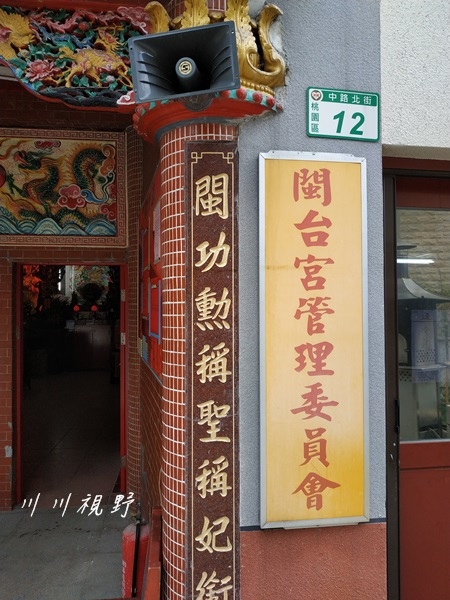 中路北街
桃園區
12
閩台宮管理委員會
閩功勲稱聖稱妃銜
川川視野